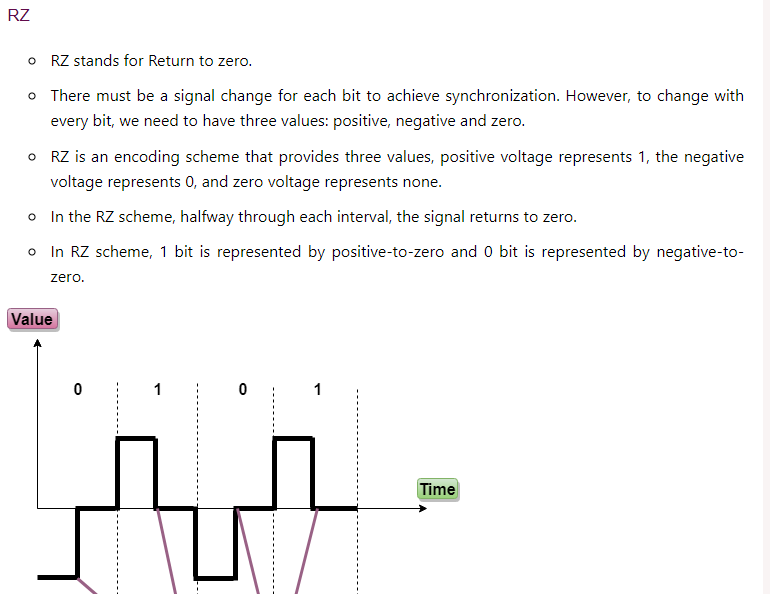 RZ
RZ stands for Return to zero.
There must be a signal change for each bit to achieve synchronization. However, to change with
every bit, we need to have three values: positive, negative and zero.
RZ is an encoding scheme that provides three values, positive voltage represents 1, the negative
voltage represents 0, and zero voltage represents none.
In the RZ scheme, halfway through each interval, the signal returns to zero.
In RZ scheme, 1 bit is represented by positive-to-zero and 0 bit is represented by negative-to-
zero.
Value
0 1 0 1
Time